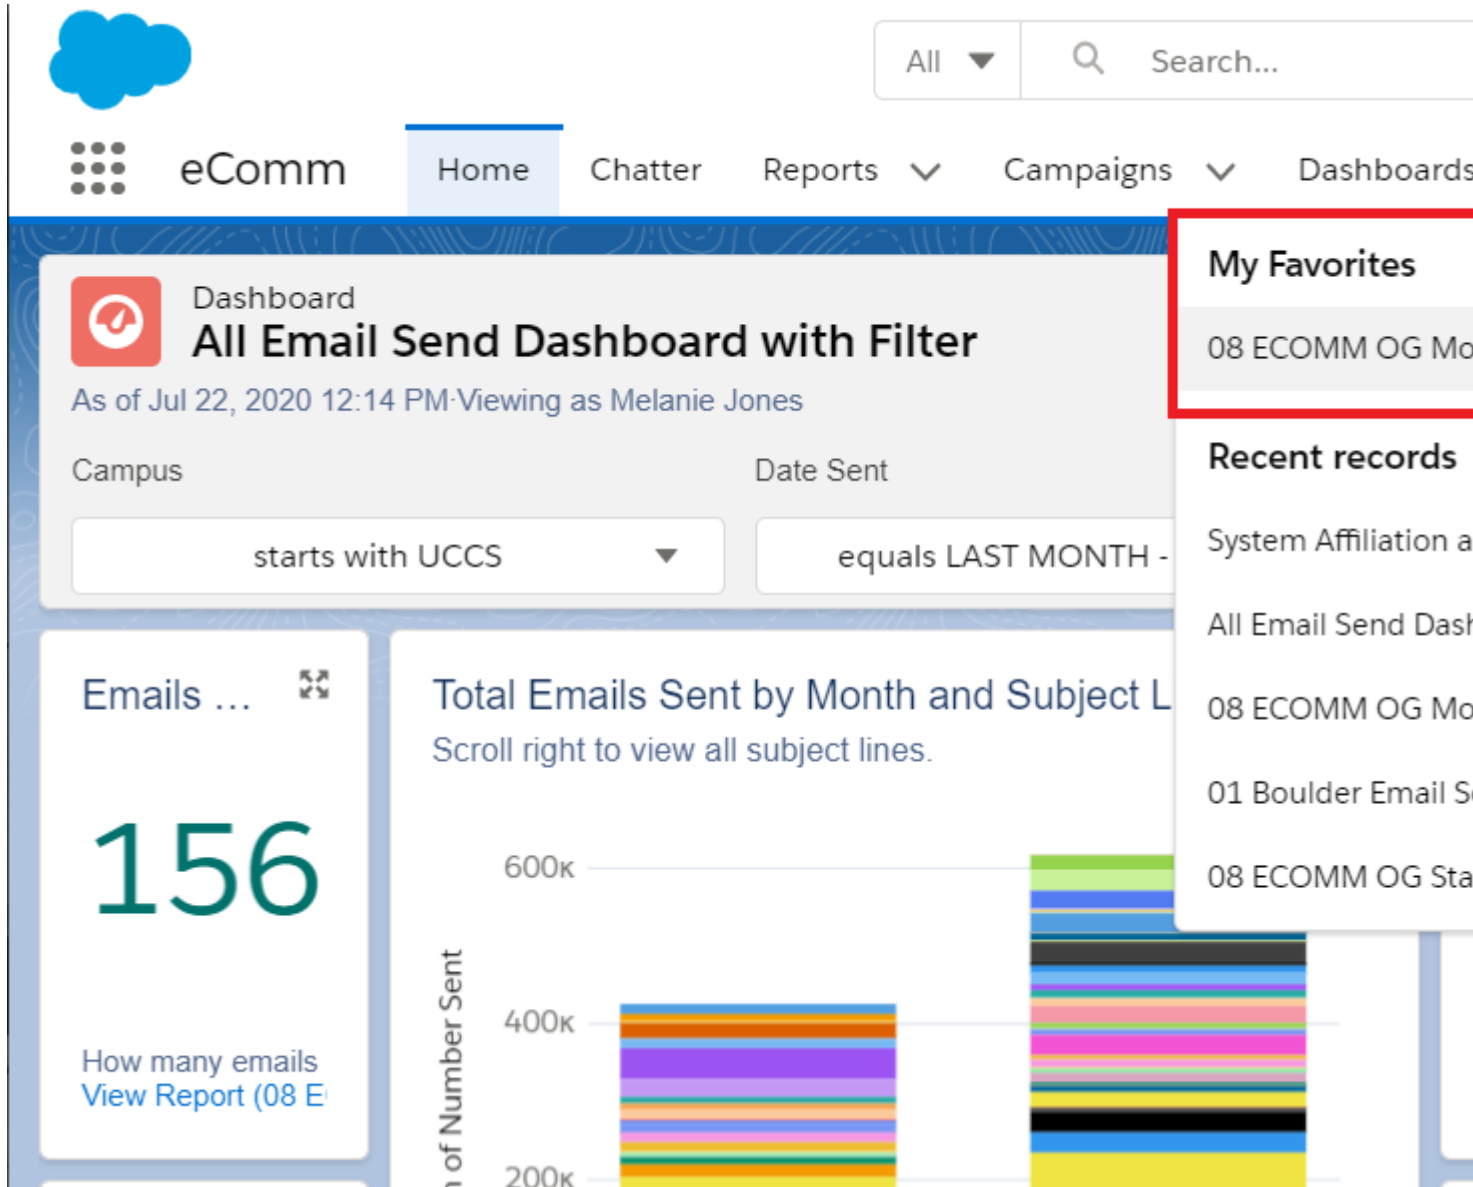 All
Search...
eComm
Home
Chatter
Reports
Campaigns
Dashboards
My Favorites
08 ECOMM OG Mo
Recent records
System Affiliation a
All Email Send Dash
08 ECOMM OG Mo
01 Boulder Email Se
08 ECOMM OG Sta
Dashboard
All Email Send Dashboard with Filter
As of Jul 22, 2020 12:14 PM·Viewing as Melanie Jones
Campus
Date Sent
starts with UCCS
equals LAST MONTH -
Emails ...
156
How many emails
View Report (08 E
Total Emails Sent by Month and Subject L
Scroll right to view all subject lines.
600K
400K
200K
of Number Sent